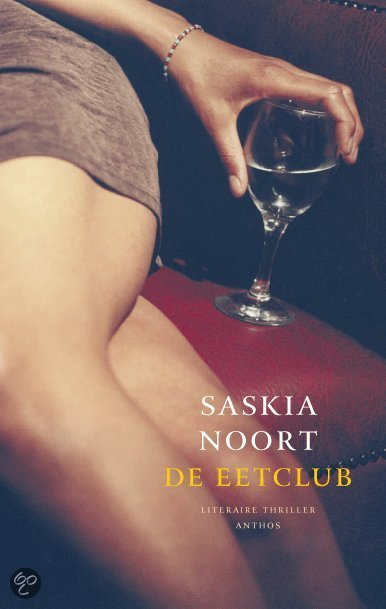 SASKIA
NOORT
DE EETCLUB
LITERAIRE THRILLER
ANTHOS